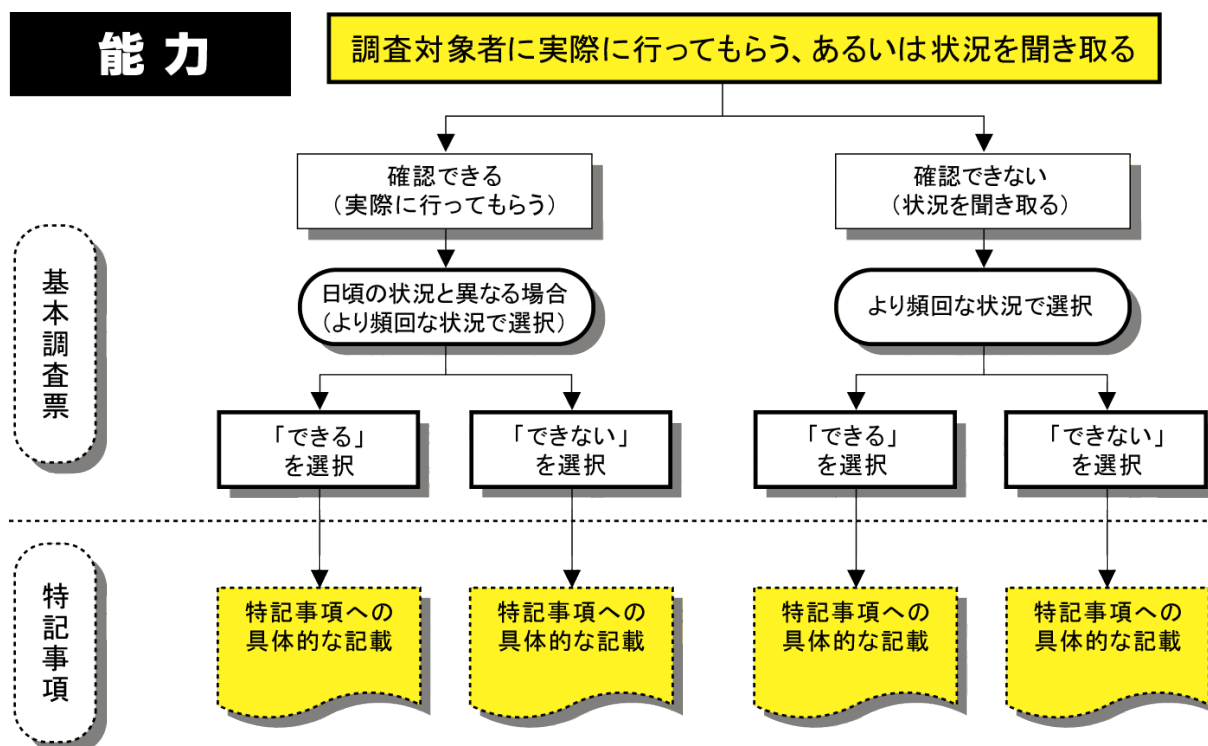 能力
調査対象者に実際に行ってもらう、あるいは状況を聞き取る
確認できる
（実際に行ってもらう）
確認できない
（状況を聞き取る）
基本調査票
日頃の状況と異なる場合
（より頻回な状況で選択）
より頻回な状況で選択
「できる」
を選択
「できない」
を選択
「できる」
を選択
「できない」
を選択
特記事項
特記事項への
具体的な記載
特記事項への
具体的な記載
特記事項への
具体的な記載
特記事項への
具体的な記載